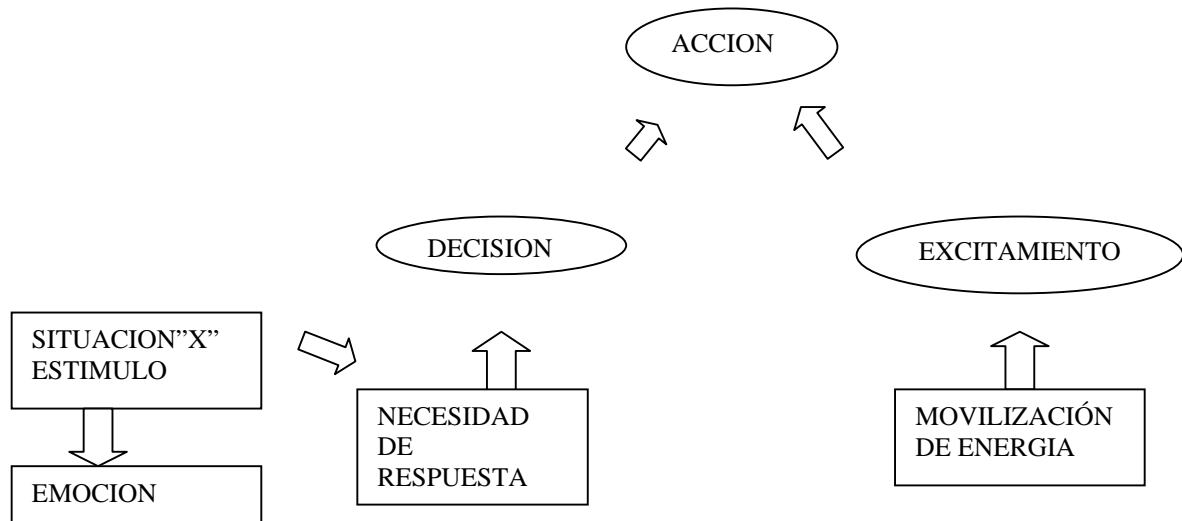 ACCION
DECISION
EXCITAMIENTO
SITUACION”X”
ESTIMULO
NECESIDAD
DE
RESPUESTA
MOVILIZACIÓN
DE ENERGIA
EMOCION